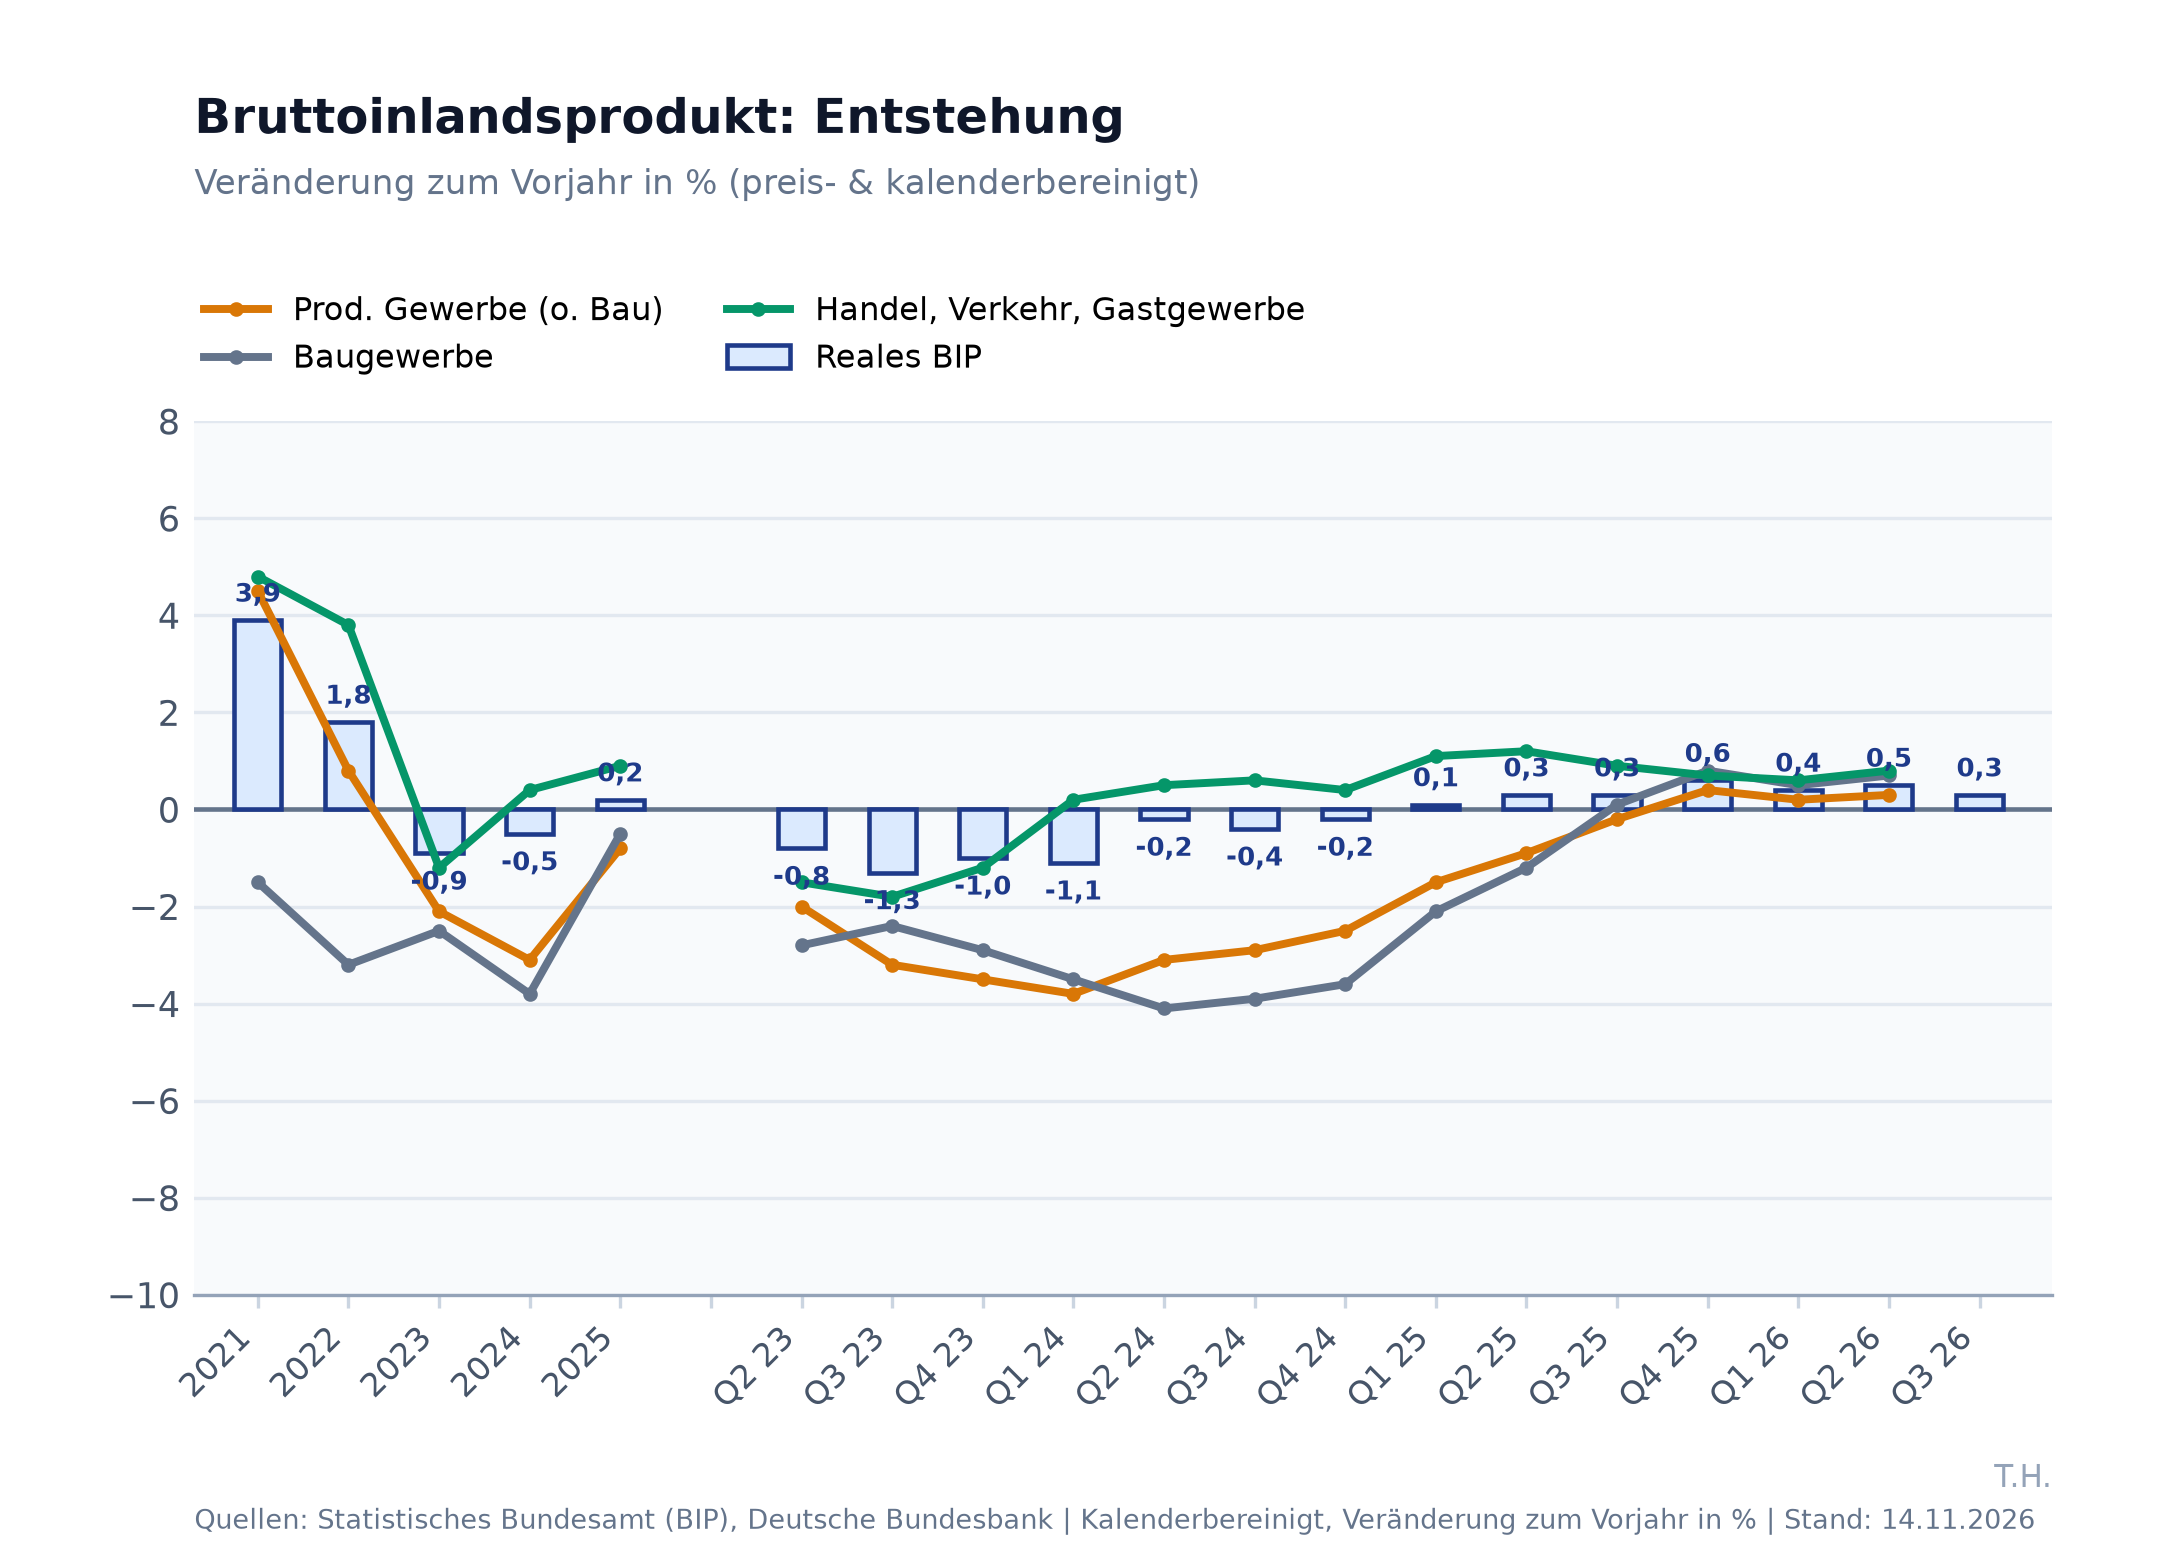 Bruttoinlandsprodukt: Entstehung
Veränderung zum Vorjahr in % (preis- & kalenderbereinigt)
Prod. Gewerbe (o. Bau)
Handel, Verkehr, Gastgewerbe
Baugewerbe
Reales BIP
8
6
4
2
0
−2
−4
−6
−8
−10
3,9
1,8
-0,9
-0,5
0,2
-0,8
-1,3
-1,0
-1,1
-0,2
-0,4
-0,2
0,1
0,3
0,3
0,6
0,4
0,5
0,3
2021
2022
2023
2024
2025
Q2 23
Q3 23
Q4 23
Q1 24
Q2 24
Q3 24
Q4 24
Q1 25
Q2 25
Q3 25
Q4 25
Q1 26
Q2 26
Q3 26
T.H.
Quellen: Statistisches Bundesamt (BIP), Deutsche Bundesbank | Kalenderbereinigt, Veränderung zum Vorjahr in % | Stand: 14.11.2026